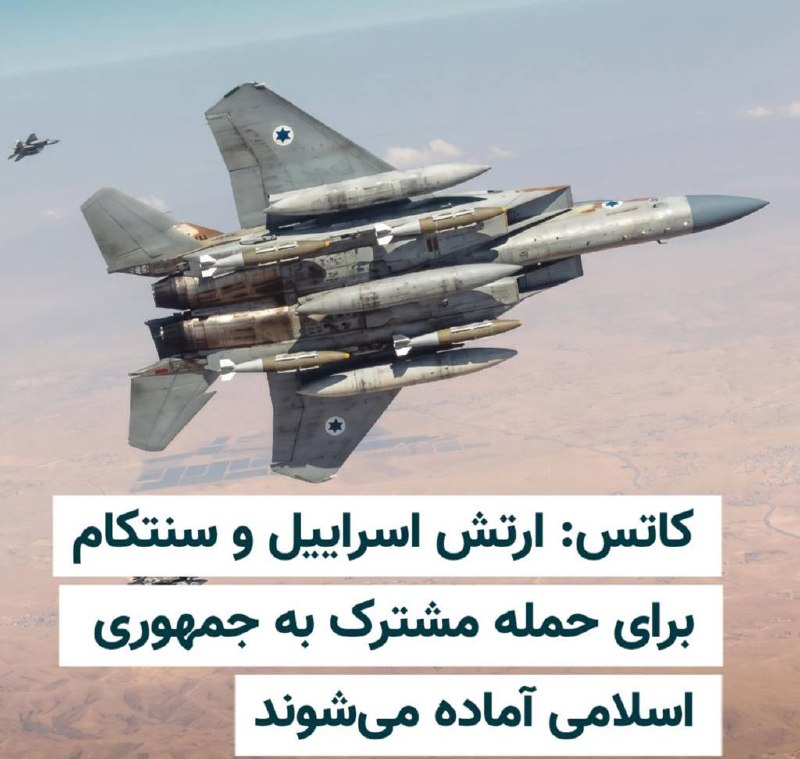 کاتس: ارتش اسراییل و سنتکام
برای حمله مشترک به جمهوری
اسلامی آماده می‌شوند